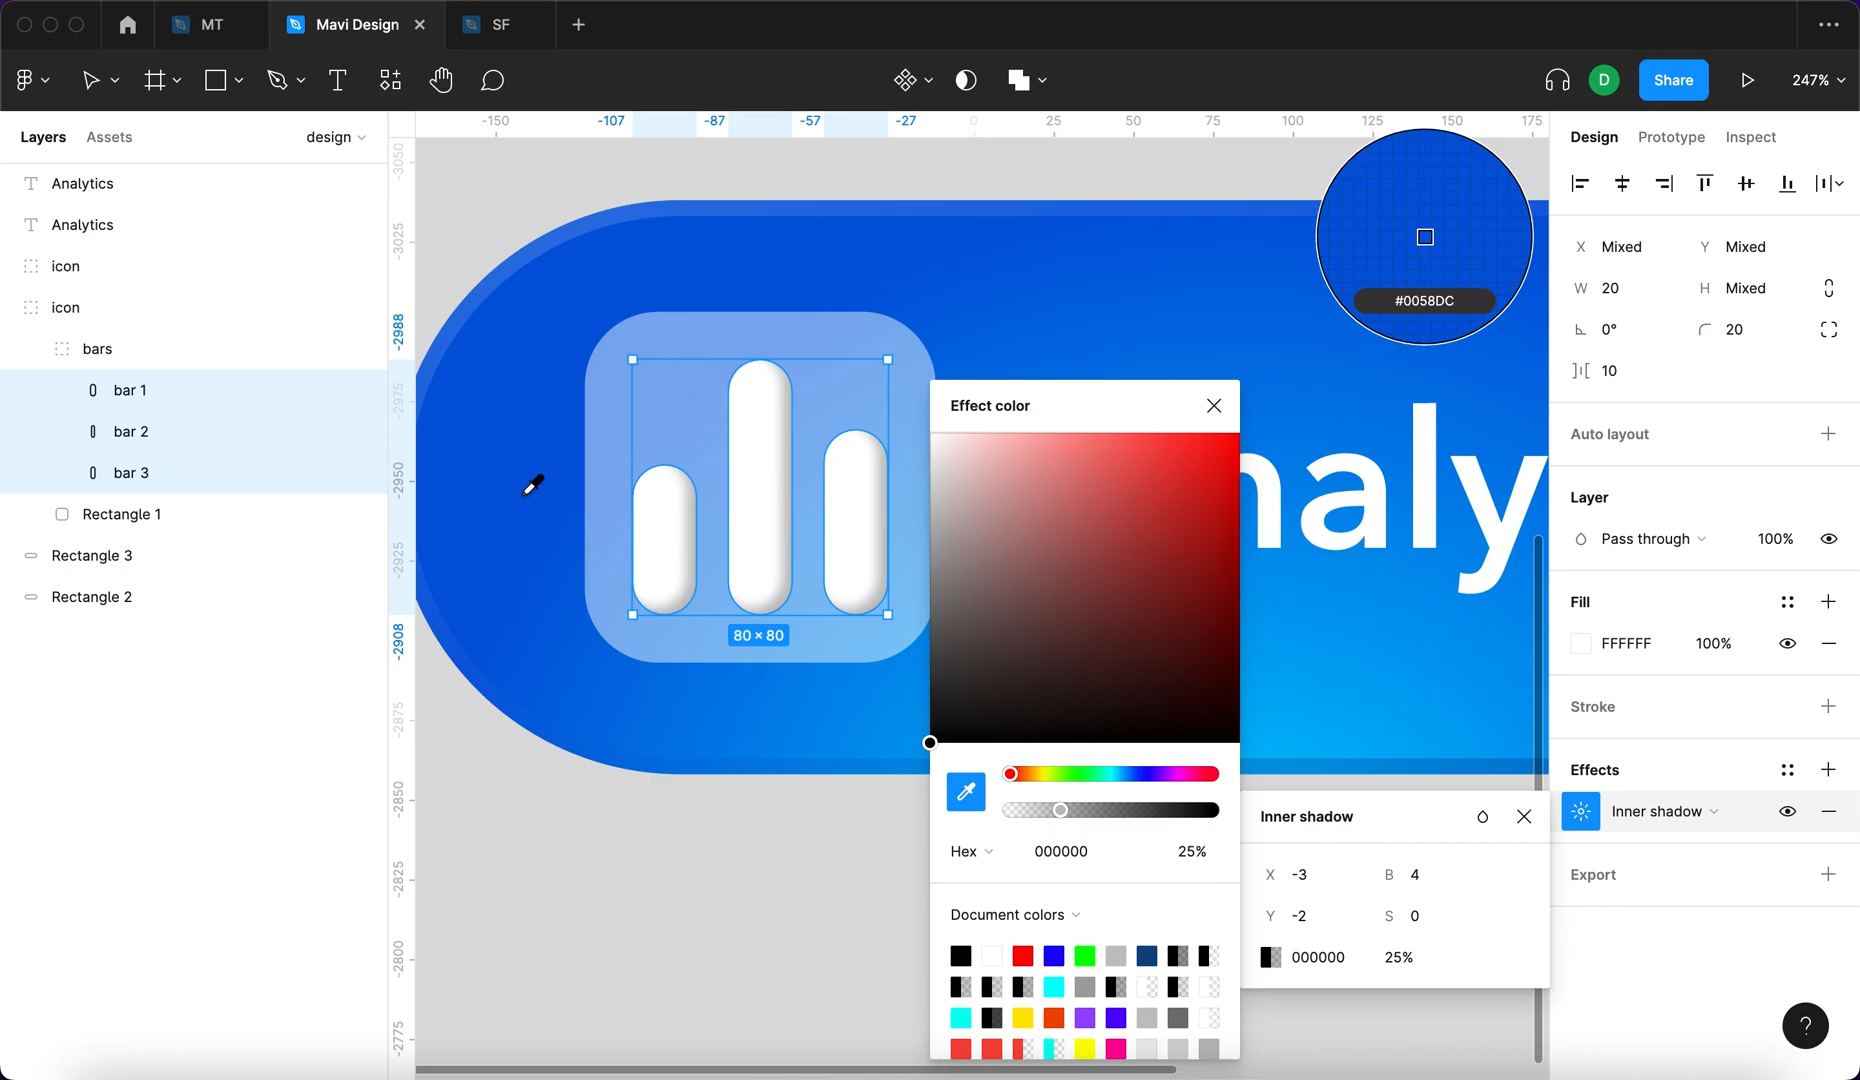 MT
Mavi Design
SF
D
Share
247%
Layers
Assets
design
-150
-107
-87
-57
-27
0
25
50
75
100
125
150
175
Design
Prototype
Inspect
Analytics
Analytics
icon
icon
bars
bar 1
bar 2
bar 3
Rectangle 1
Rectangle 3
Rectangle 2
-3050
-3025
-2988
-2975
-2950
-2925
-2908
-2875
-2850
-2825
-2800
-2775
#0058DC
80 × 80
naly
Effect color
Hex
000000
25%
Document colors
Inner shadow
X -3
B 4
Y -2
S 0
000000
25%
X Mixed
Y Mixed
W 20
H Mixed
0°
20
10
Auto layout
Layer
Pass through
100%
Fill
FFFFFF
100%
Stroke
Effects
Inner shadow
Export
?